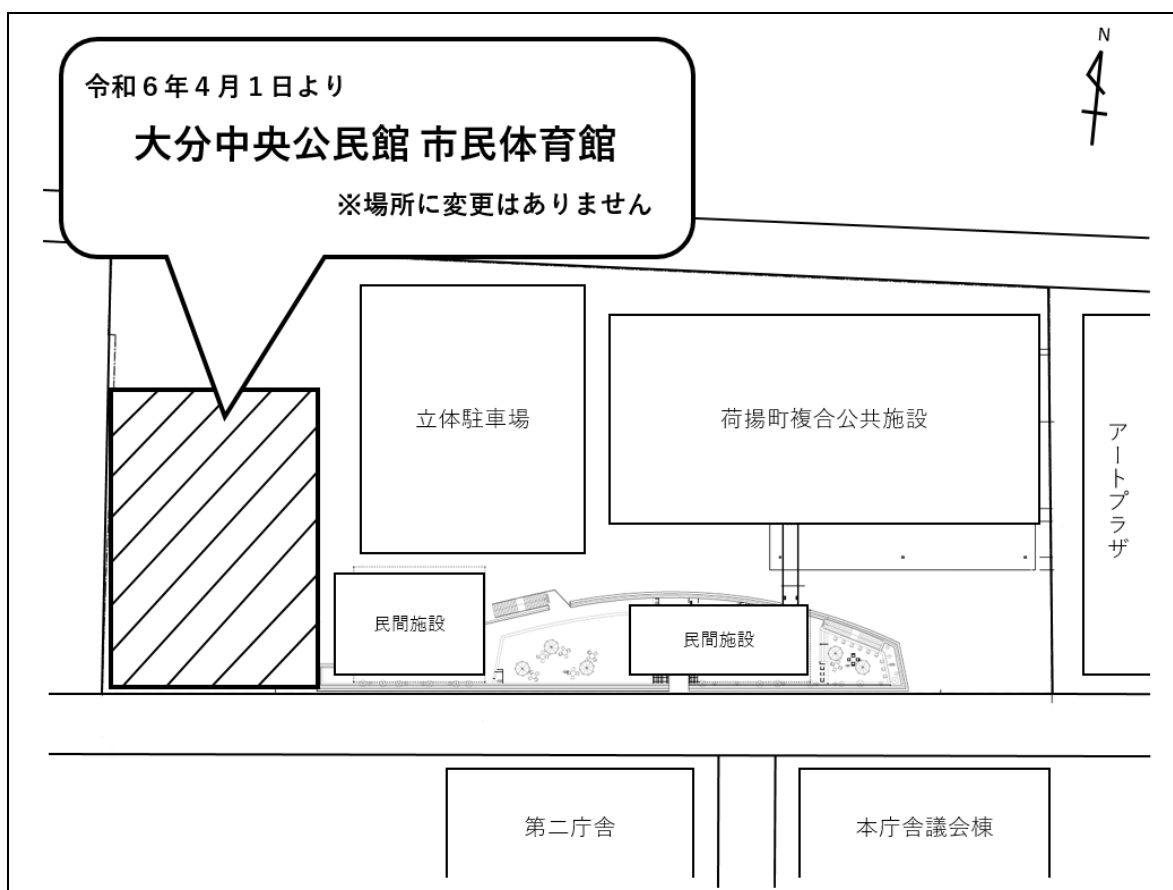 N
令和６年４月１日より
大分中央公民館 市民体育館
※場所に変更はありません
立体駐車場
荷揚町複合公共施設
アートプラザ
民間施設
民間施設
第二庁舎
本庁舎議会棟